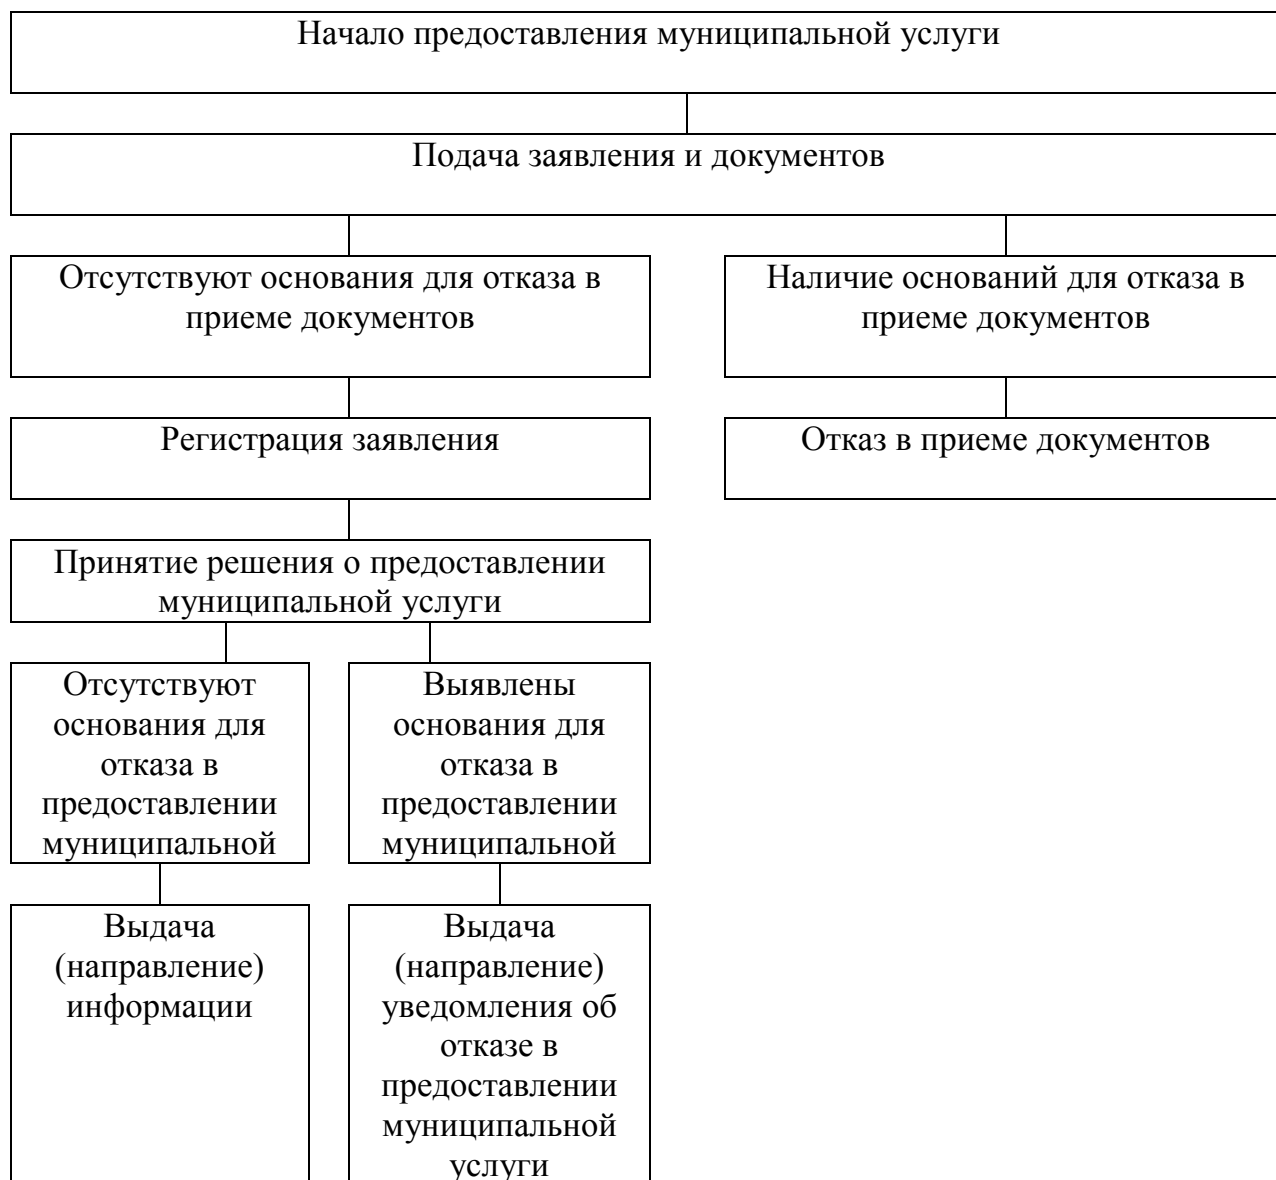 Начало предоставления муниципальной услуги
Подача заявления и документов
Отсутствуют основания для отказа в
приеме документов
Наличие оснований для отказа в
приеме документов
Регистрация заявления
Отказ в приеме документов
Принятие решения о предоставлении
муниципальной услуги
Отсутствуют
основания для
отказа в
предоставлении
муниципальной
Выявлены
основания для
отказа в
предоставлении
муниципальной
Выдача
(направление)
информации
Выдача
(направление)
уведомления об
отказе в
предоставлении
муниципальной
услуги